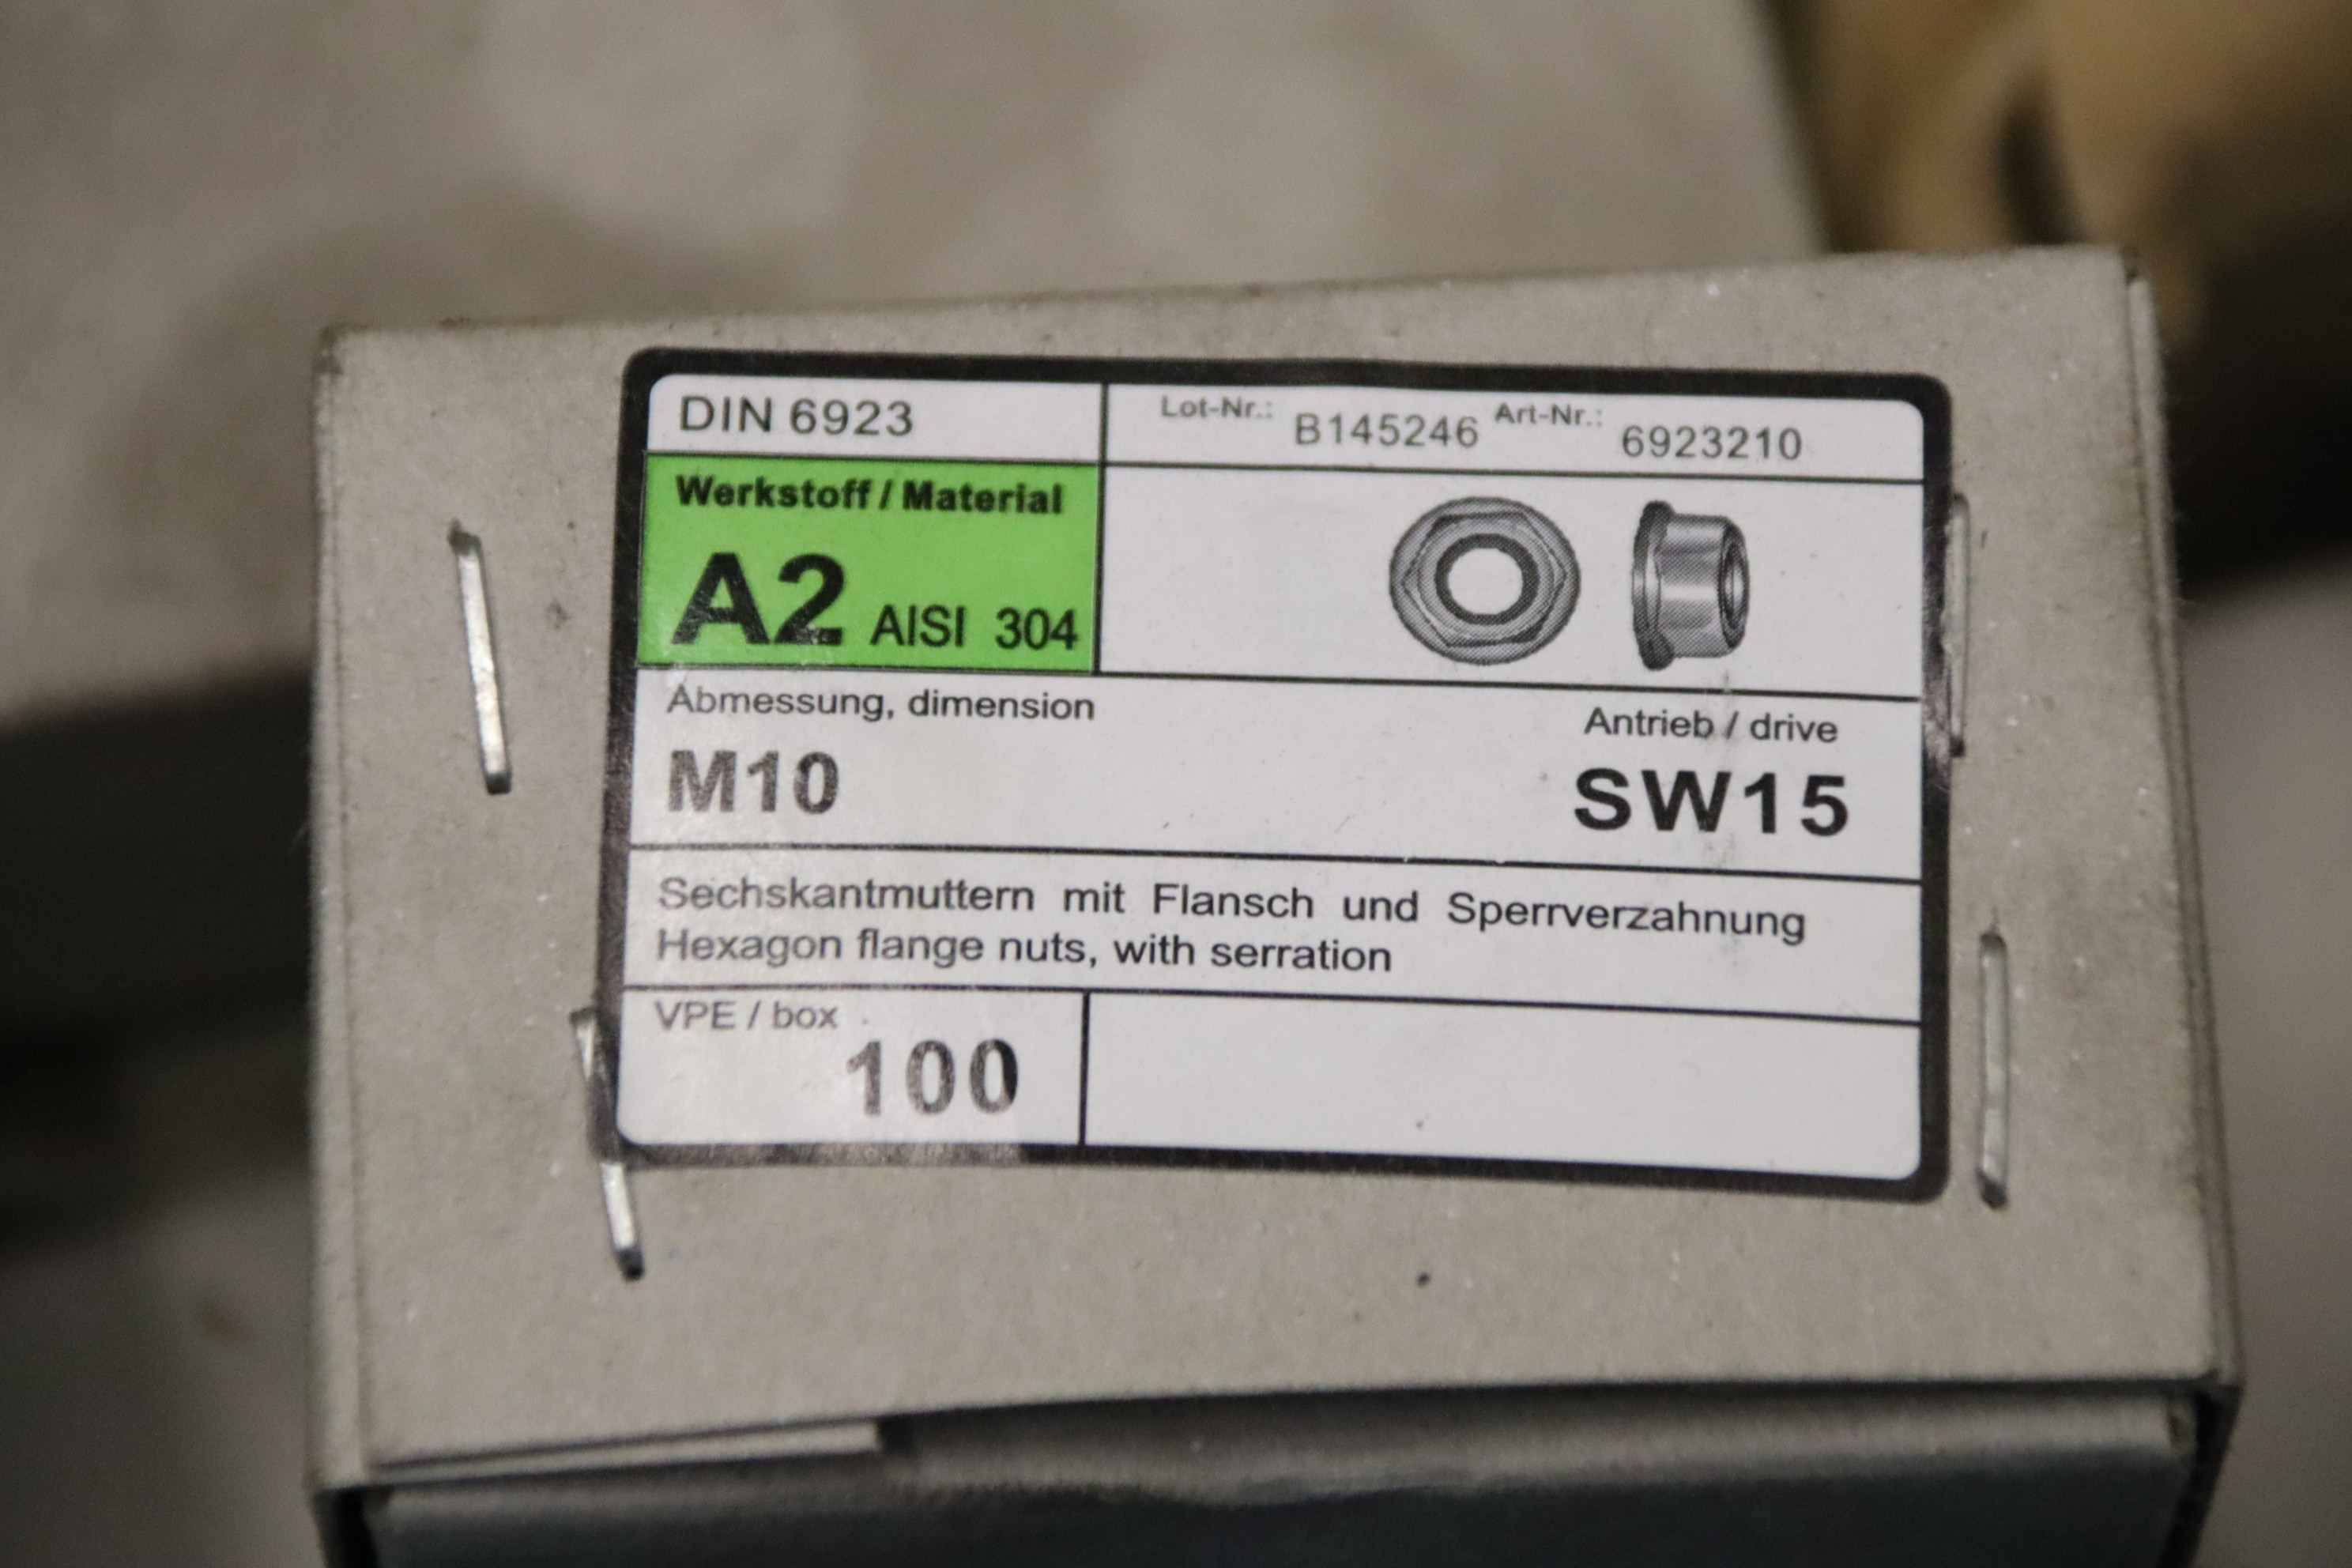 DIN 6923
Lot-Nr.: B145246 Art-Nr.: 6923210
Werkstoff / Material
A2 AISI 304
Abmessung, dimension
M10
Antrieb / drive
SW15
Sechskantmuttern mit Flansch und Sperrverzahnung
Hexagon flange nuts, with serration
VPE / box
100